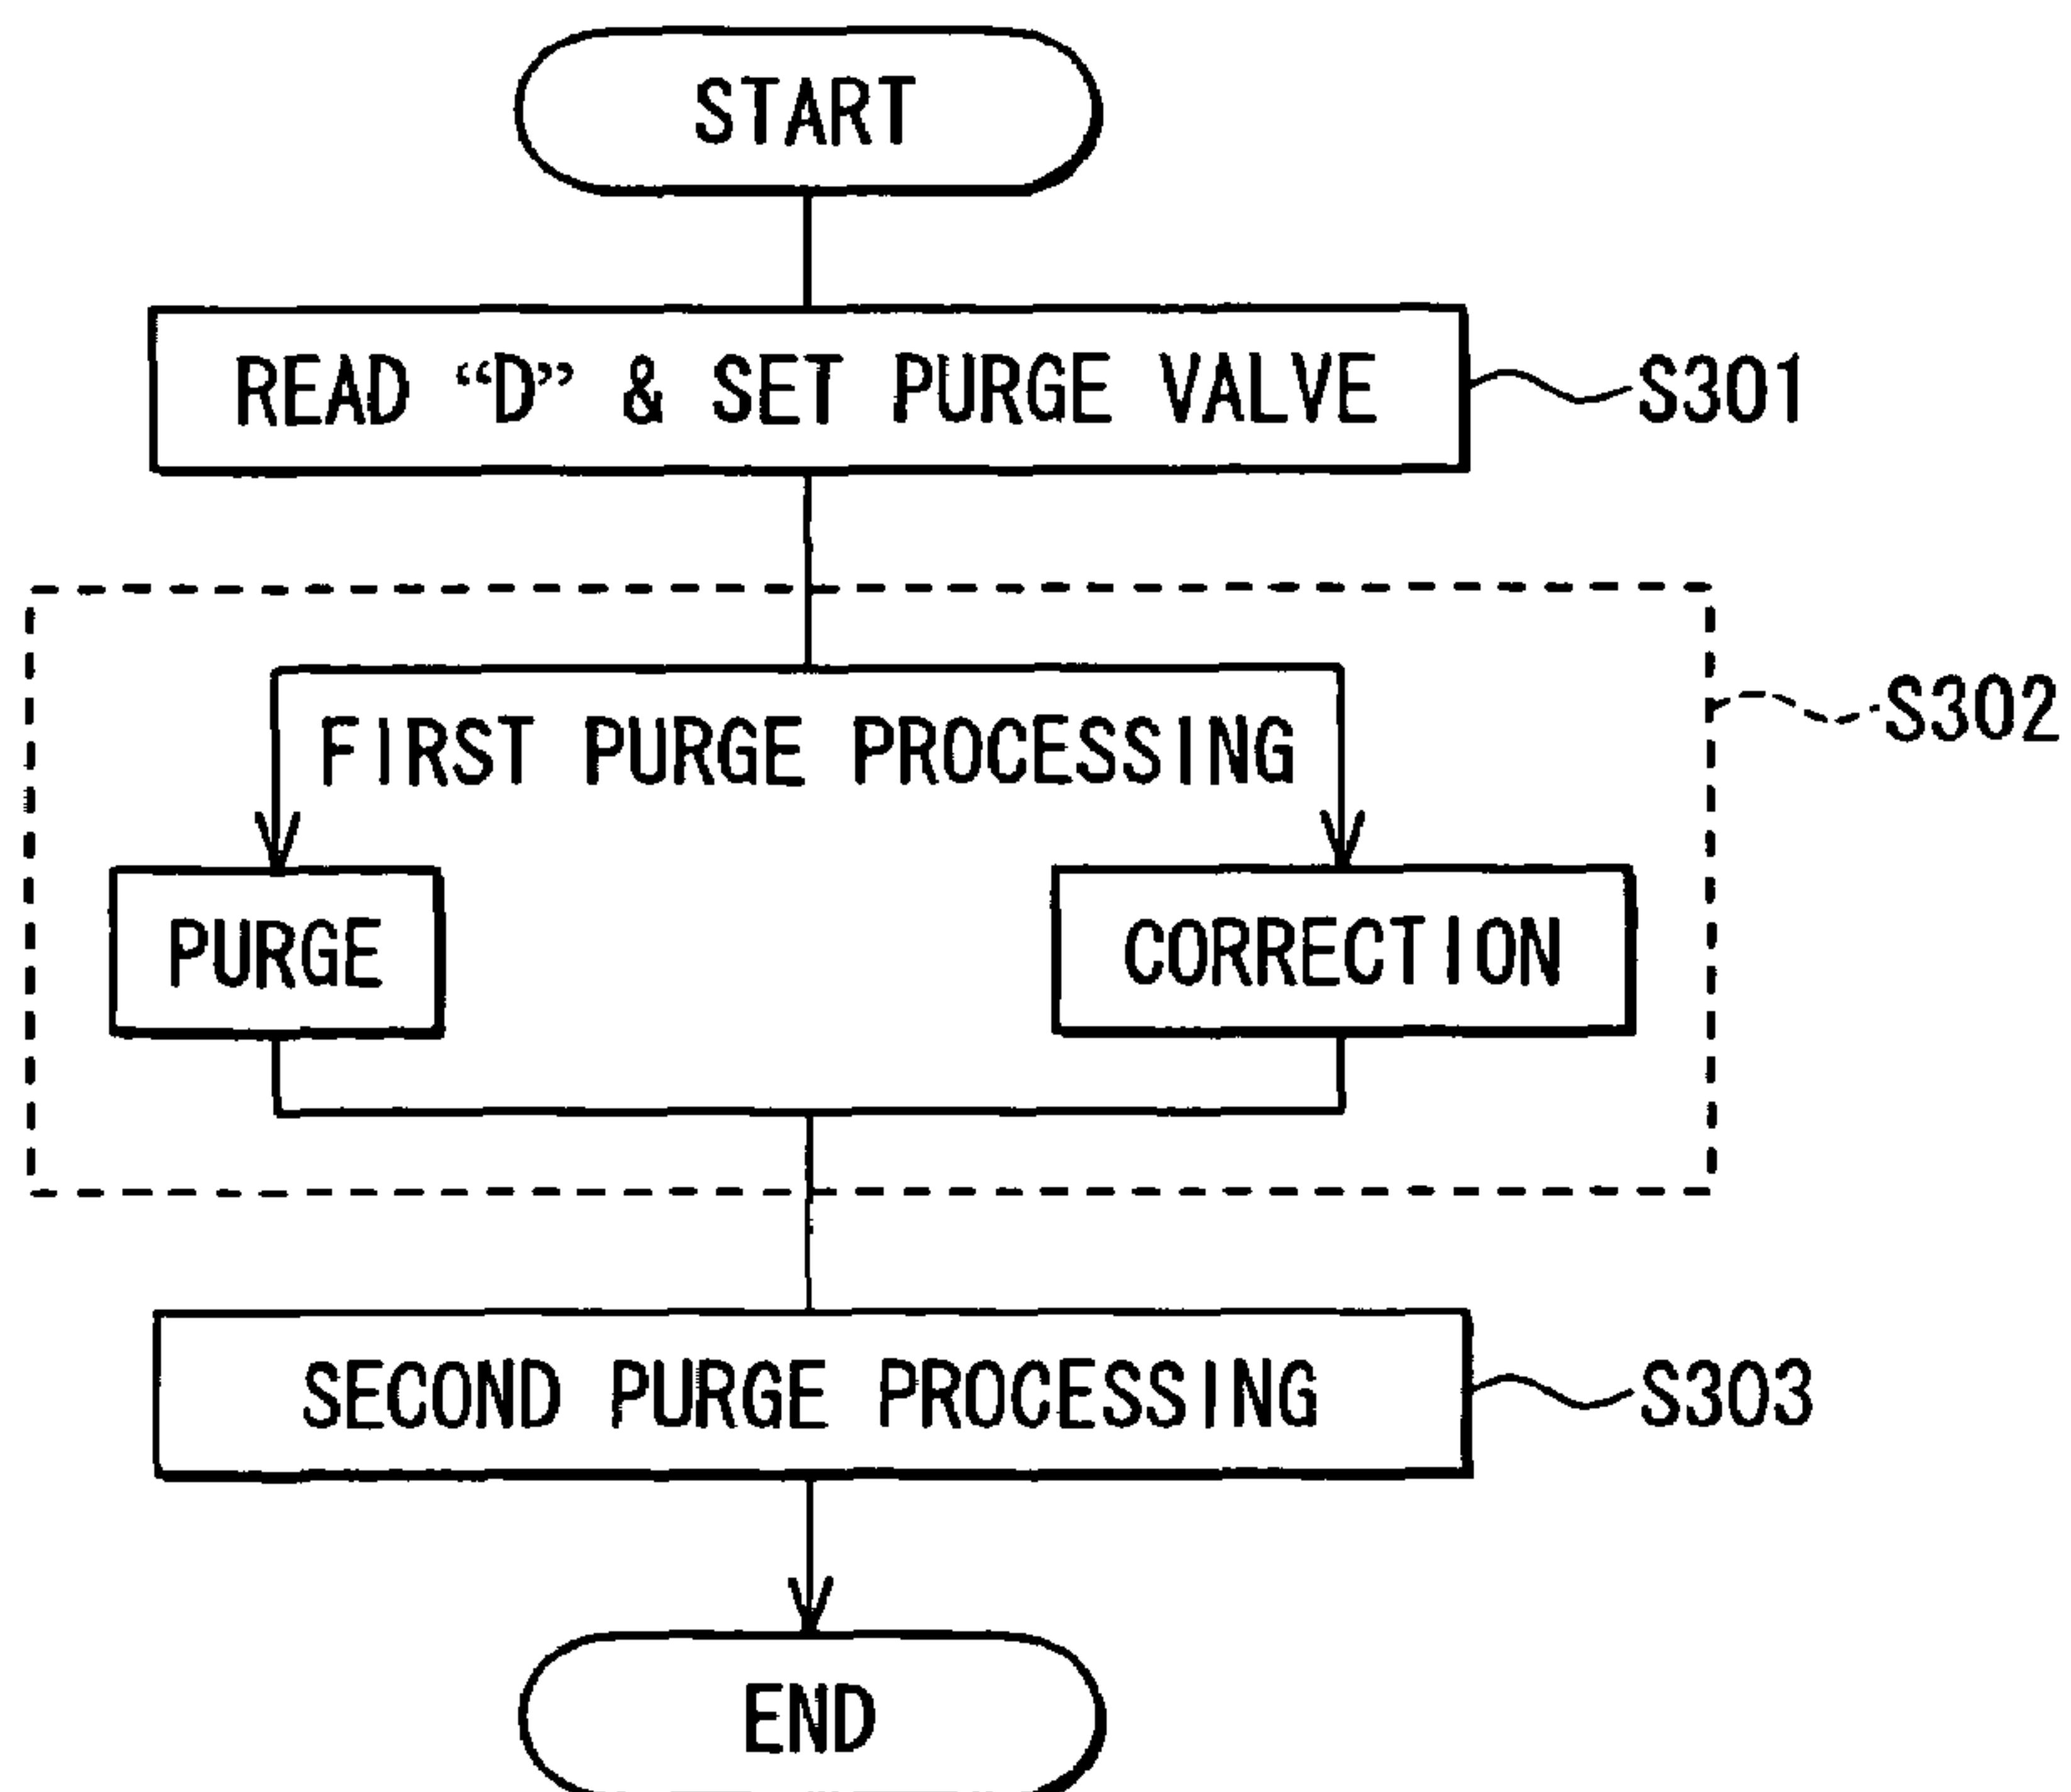 START
READ “D” & SET PURGE VALVE
S301
S302
FIRST PURGE PROCESSING
PURGE
CORRECTION
SECOND PURGE PROCESSING
S303
END